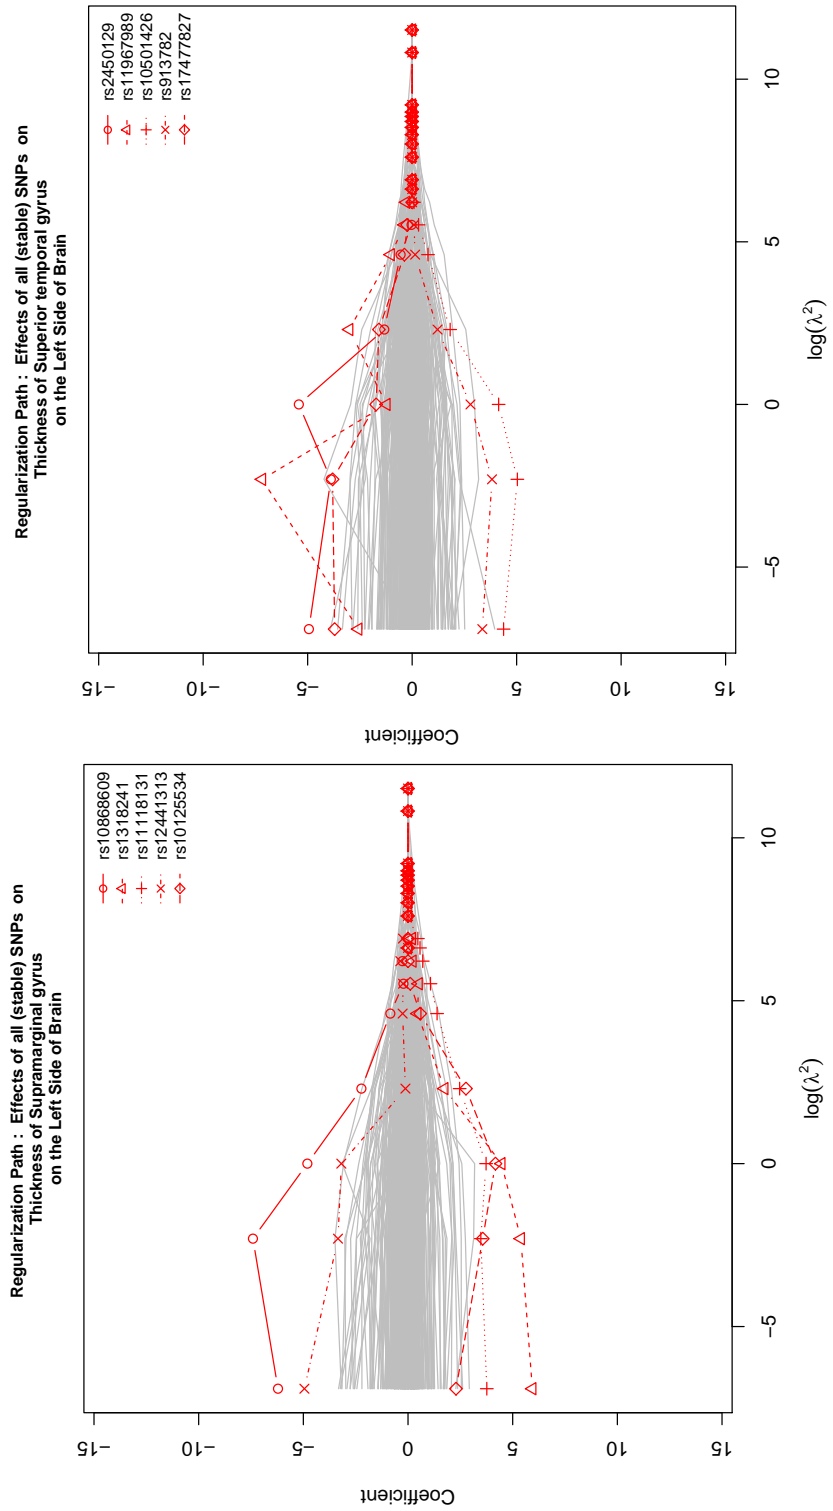 Regularization Path : Effects of all (stable) SNPs on
Thickness of Supramarginal gyrus
on the Left Side of Brain
rs10868609
rs1318241
rs11118131
rs12441313
rs10125534
Coefficient
−15
−10
−5
0
5
10
15
−5
0
5
10
log(λ²)
Regularization Path : Effects of all (stable) SNPs on
Thickness of Superior temporal gyrus
on the Left Side of Brain
rs2450129
rs11967989
rs10501426
rs913782
rs17477827
Coefficient
−15
−10
−5
0
5
10
15
−5
0
5
10
log(λ²)